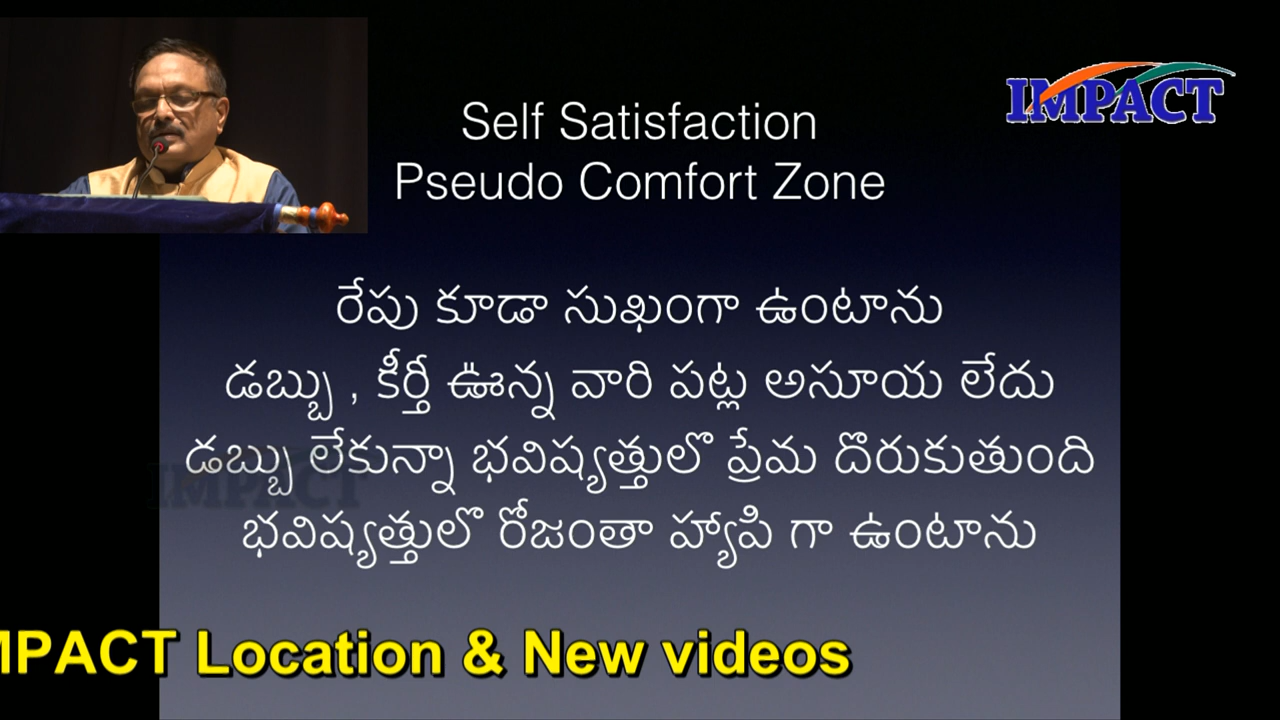 IMPACT
Self Satisfaction
Pseudo Comfort Zone
రేపు కూడా సుఖంగా ఉంటాను
డబ్బు , కీర్తీ ఊన్న వారి పట్ల అసూయ లేదు
డబ్బు లేకున్నా భవిష్యత్తులొ ప్రేమ దొరుకుతుంది
IMPACT
భవిష్యత్తులొ రోజంతా హ్యాపి గా ఉంటాను
MPACT Location & New videos